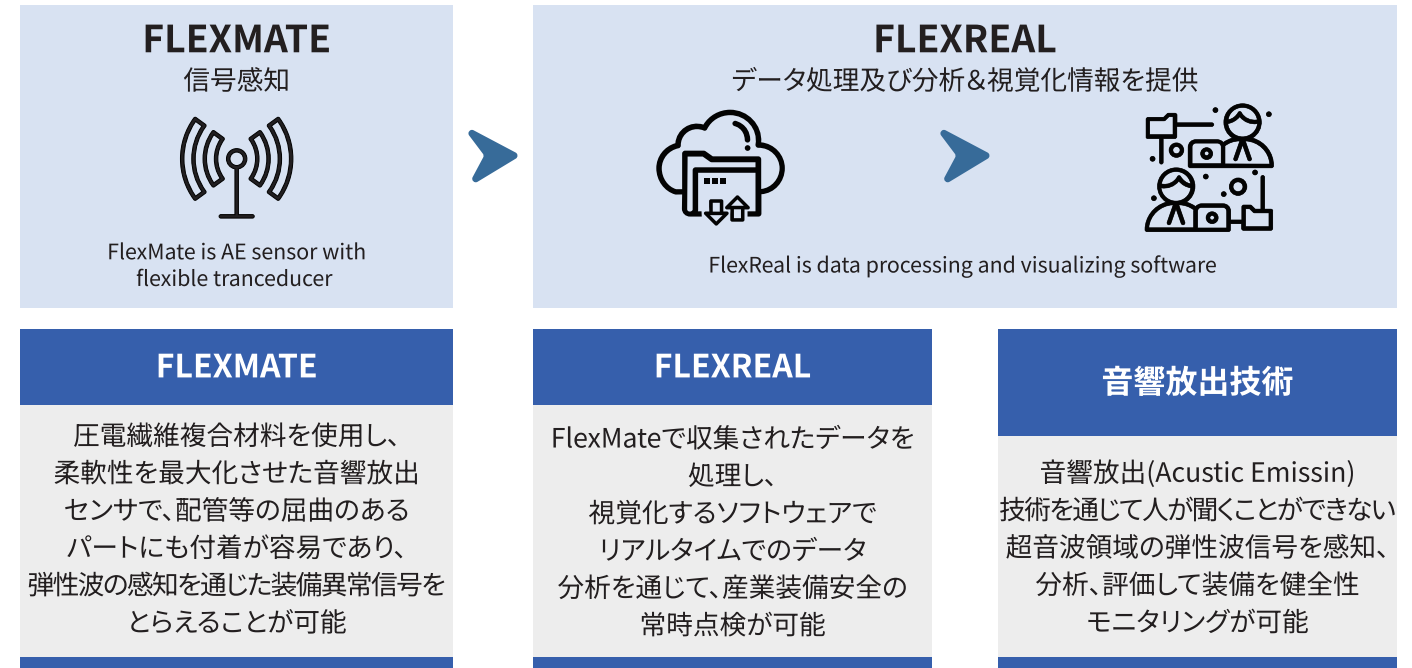 FLEXMATE
信号感知
FlexMate is AE sensor with
flexible tranceducer
FLEXREAL
データ処理及び分析＆視覚化情報を提供
FlexReal is data processing and visualizing software
FLEXMATE
圧電繊維複合材料を使用し、
柔軟性を最大化させた音響放出
センサで、配管等の屈曲のある
パートにも付着が容易であり、
弾性波の感知を通じた装備異常信号を
とらえることが可能
FLEXREAL
FlexMateで収集されたデータを
処理し、
視覚化するソフトウェアで
リアルタイムでのデータ
分析を通じて、産業装備安全の
常時点検が可能
音響放出技術
音響放出(Acustic Emissin)
技術を通じて人が聞くことができない
超音波領域の弾性波信号を感知、
分析、評価して装備を健全性
モニタリングが可能